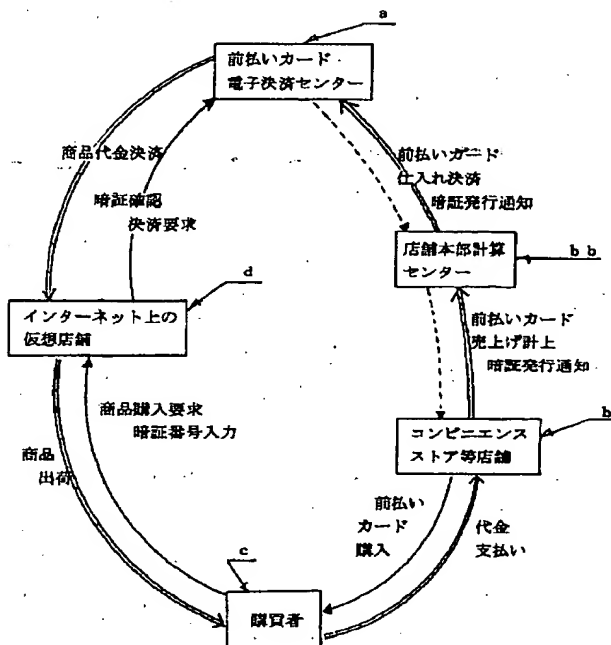 a
前払いカード
電子決済センター
商品代金決済
前払いカード
仕入れ決済
暗証発行通知
暗証確認
決済要求
店舗本部計算
センター
b b
d
インターネット上の
仮想店舗
前払いカード
売上げ計上
暗証発行通知
商品購入要求
暗証番号入力
b
コンビニエンス
ストア等店舗
商品
出荷
前払い
カード
購入
代金
支払い
c
購買者